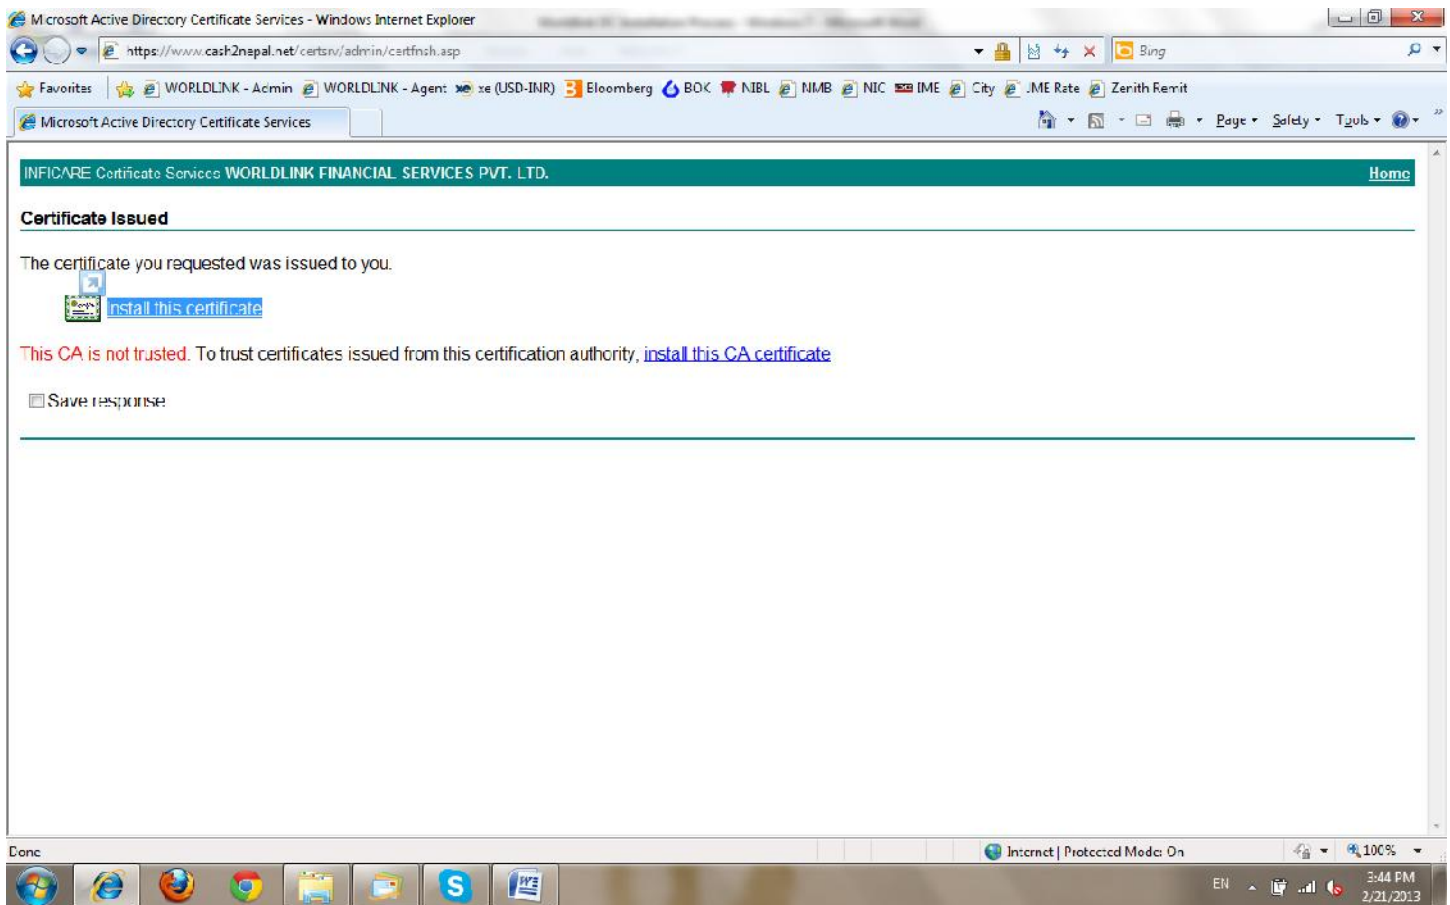 Microsoft Active Directory Certificate Services - Windows Internet Explorer
https://www.cash2nepal.net/certsrv/admin/certfnsh.asp
Bing
Favorites WORLDLINK - Admin WORLDLINK - Agent xe (USD-INR) Bloomberg BOK NIBL NMB NIC IME City JME Rate Zenith Remit
Microsoft Active Directory Certificate Services Page Safety Tools
INFICARE Certificate Services WORLDLINK FINANCIAL SERVICES PVT. LTD. Home
Certificate Issued
The certificate you requested was issued to you.
Install this certificate
This CA is not trusted. To trust certificates issued from this certification authority, install this CA certificate
Save response
Done Internet | Protected Mode: On 100%
EN 3:44 PM
2/21/2013